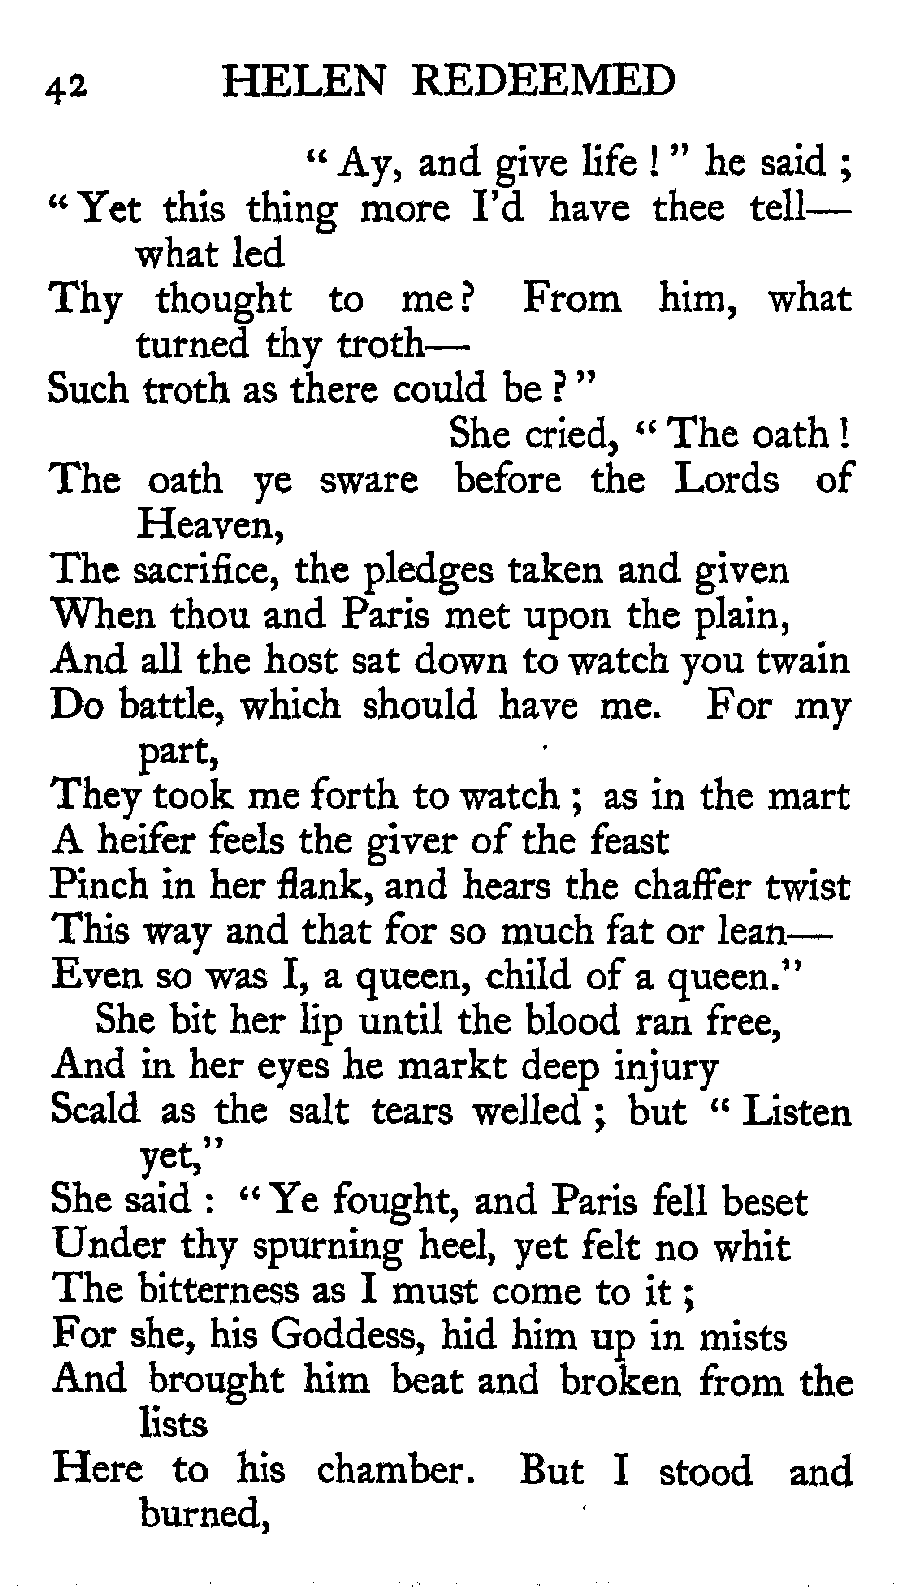 42 HELEN REDEEMED
“ Ay, and give life ! ” he said ;
“ Yet this thing more I’d have thee tell—
what led
Thy thought to me ? From him, what
turned thy troth—
Such troth as there could be ? ”
She cried, “ The oath !
The oath ye sware before the Lords of
Heaven,
The sacrifice, the pledges taken and given
When thou and Paris met upon the plain,
And all the host sat down to watch you twain
Do battle, which should have me. For my
part,
They took me forth to watch ; as in the mart
A heifer feels the giver of the feast
Pinch in her flank, and hears the chaffer twist
This way and that for so much fat or lean—
Even so was I, a queen, child of a queen.”
She bit her lip until the blood ran free,
And in her eyes he markt deep injury
Scald as the salt tears welled ; but “ Listen
yet,”
She said : “ Ye fought, and Paris fell beset
Under thy spurning heel, yet felt no whit
The bitterness as I must come to it ;
For she, his Goddess, hid him up in mists
And brought him beat and broken from the
lists
Here to his chamber. But I stood and
burned,